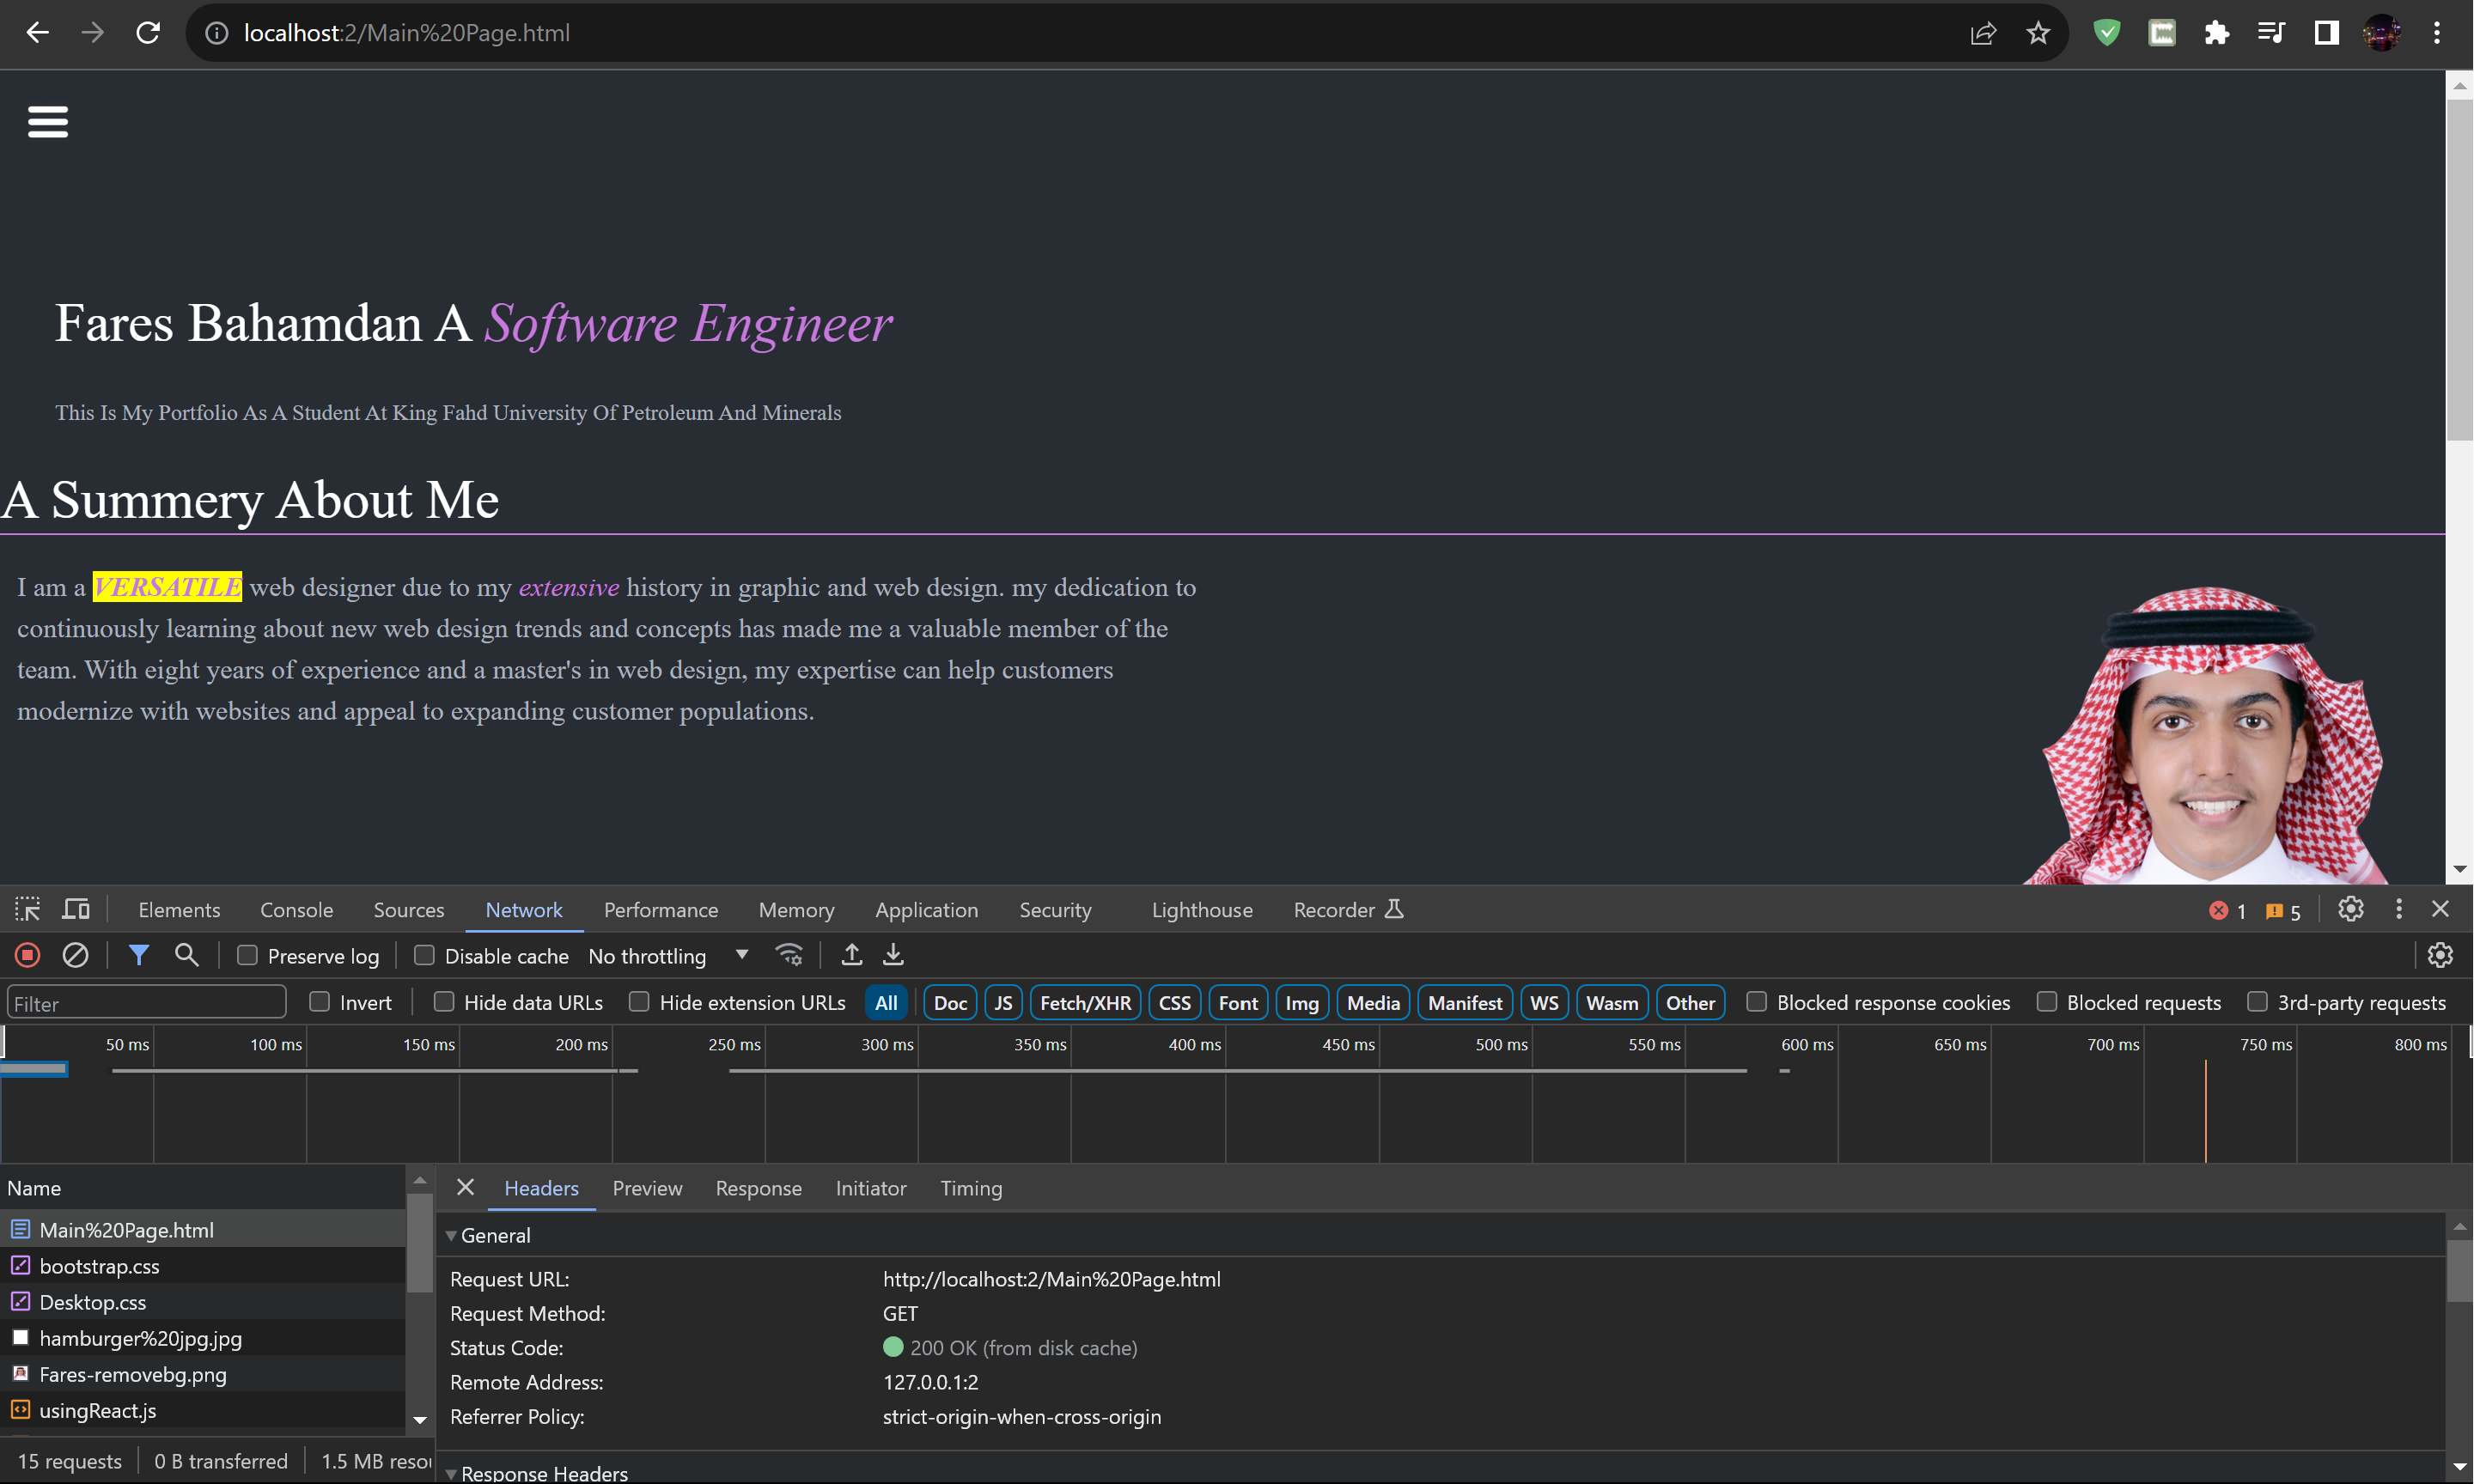 localhost:2/Main%20Page.html
Fares Bahamdan A Software Engineer
This Is My Portfolio As A Student At King Fahd University Of Petroleum And Minerals
A Summery About Me
I am a VERSATILE web designer due to my extensive history in graphic and web design. my dedication to
continuously learning about new web design trends and concepts has made me a valuable member of the
team. With eight years of experience and a master's in web design, my expertise can help customers
modernize with websites and appeal to expanding customer populations.
Elements Console Sources Network Performance Memory Application Security Lighthouse Recorder 1 5
Preserve log Disable cache No throttling
Filter Invert Hide data URLs Hide extension URLs All Doc JS Fetch/XHR CSS Font Img Media Manifest WS Wasm Other Blocked response cookies Blocked requests 3rd-party requests
50 ms 100 ms 150 ms 200 ms 250 ms 300 ms 350 ms 400 ms 450 ms 500 ms 550 ms 600 ms 650 ms 700 ms 750 ms 800 ms
Name
Main%20Page.html
bootstrap.css
Desktop.css
hamburger%20jpg.jpg
Fares-removebg.png
usingReact.js
15 requests 0 B transferred 1.5 MB
Headers Preview Response Initiator Timing
General
Request URL: http://localhost:2/Main%20Page.html
Request Method: GET
Status Code: 200 OK (from disk cache)
Remote Address: 127.0.0.1:2
Referrer Policy: strict-origin-when-cross-origin
Response Headers